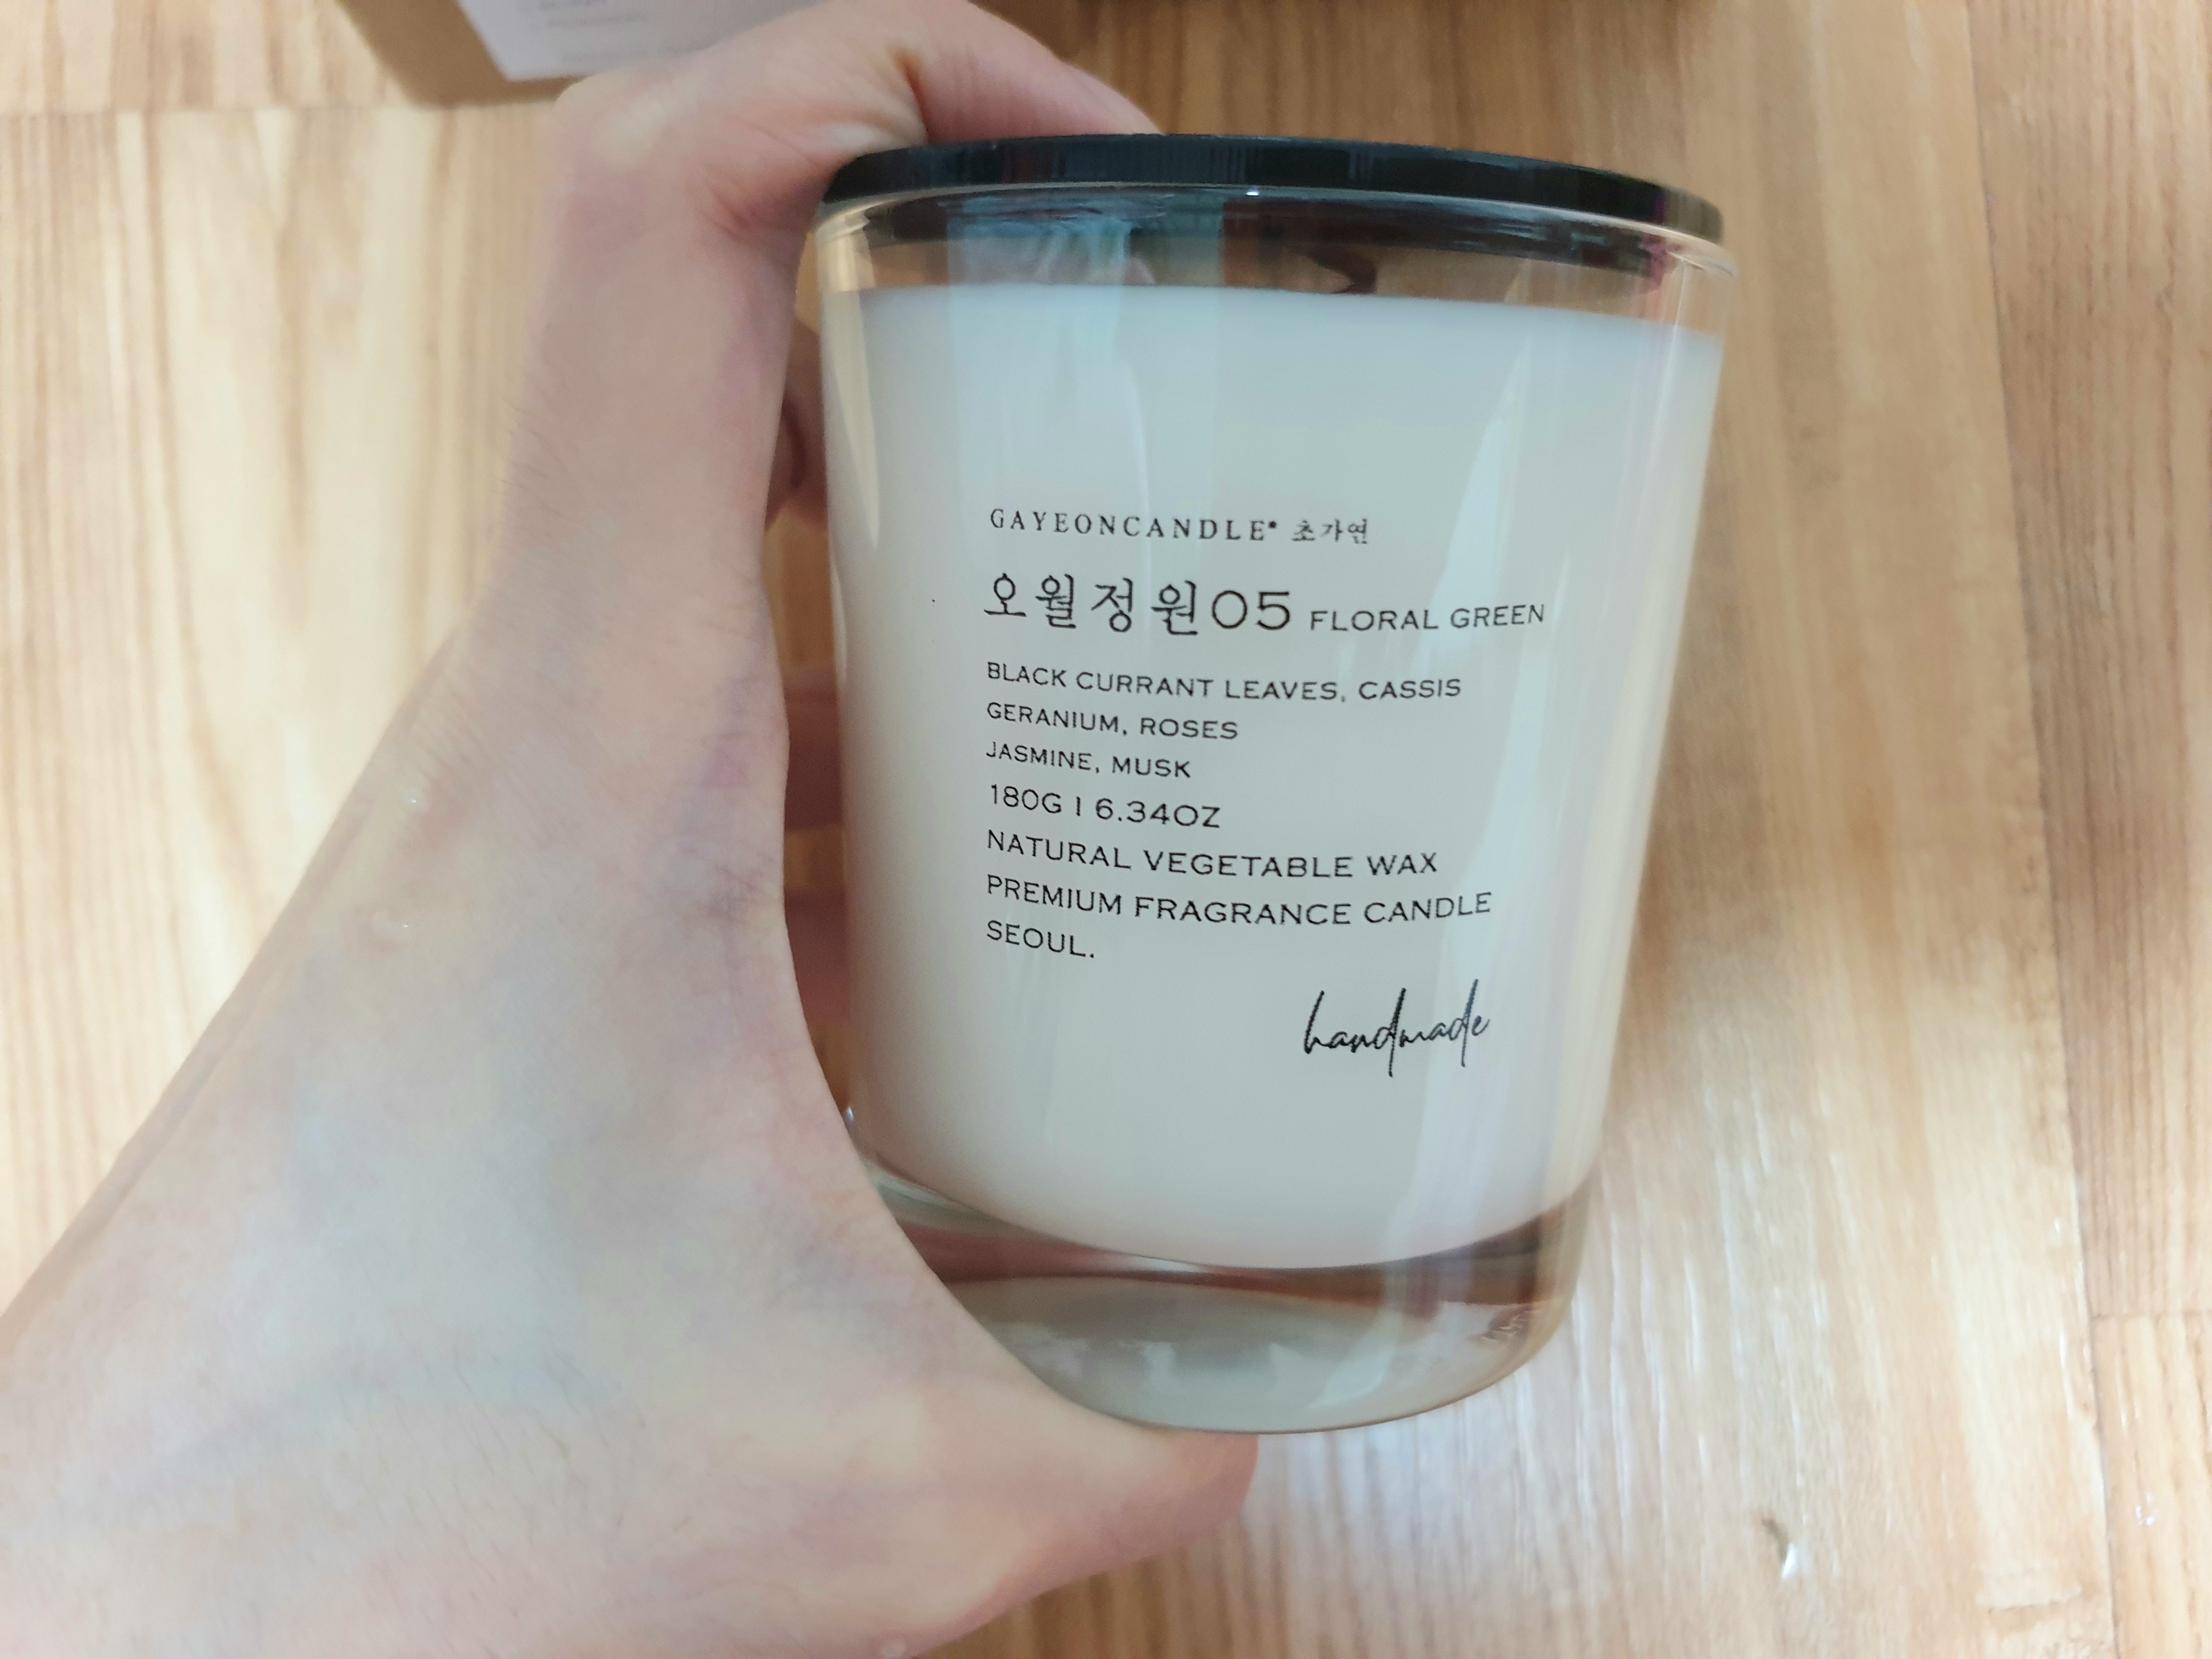 GAYEONCANDLE® 초가연
오월정원05 FLORAL GREEN
BLACK CURRANT LEAVES, CASSIS
GERANIUM, ROSES
JASMINE, MUSK
180G I 6.34OZ
NATURAL VEGETABLE WAX
PREMIUM FRAGRANCE CANDLE
SEOUL.
handmade